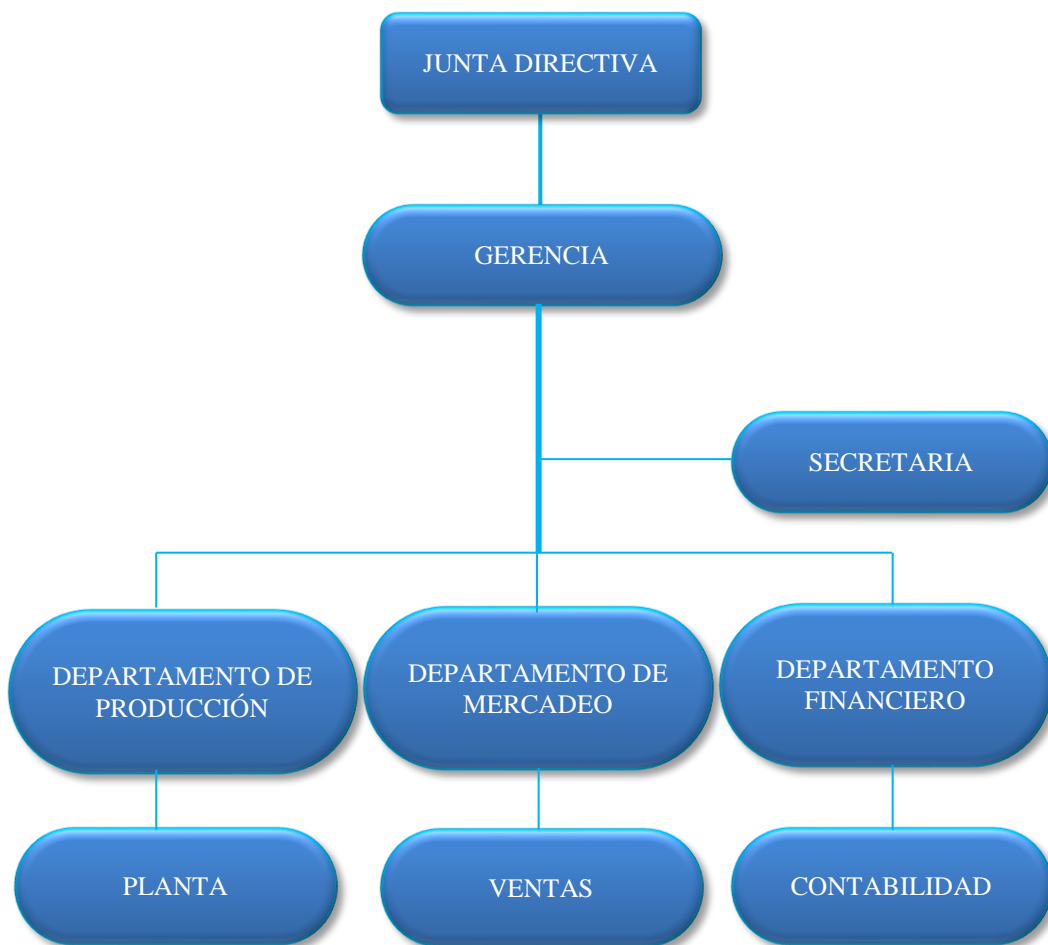 JUNTA DIRECTIVA
GERENCIA
SECRETARIA
DEPARTAMENTO DE
PRODUCCIÓN
DEPARTAMENTO DE
MERCADEO
DEPARTAMENTO
FINANCIERO
PLANTA
VENTAS
CONTABILIDAD